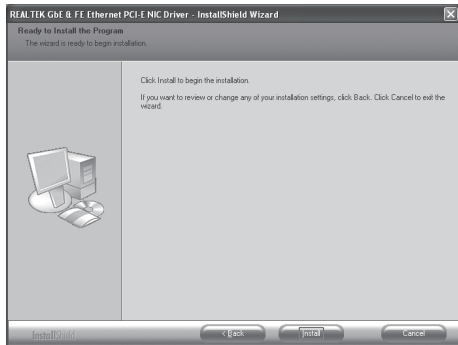 REALTEK GbE & FE Ethernet PCI-E NIC Driver - InstallShield Wizard
Ready to Install the Program
The wizard is ready to begin installation.
Click Install to begin the installation.
If you want to review or change any of your installation settings, click Back. Click Cancel to exit the
wizard.
InstallShield
< Back
Install
Cancel